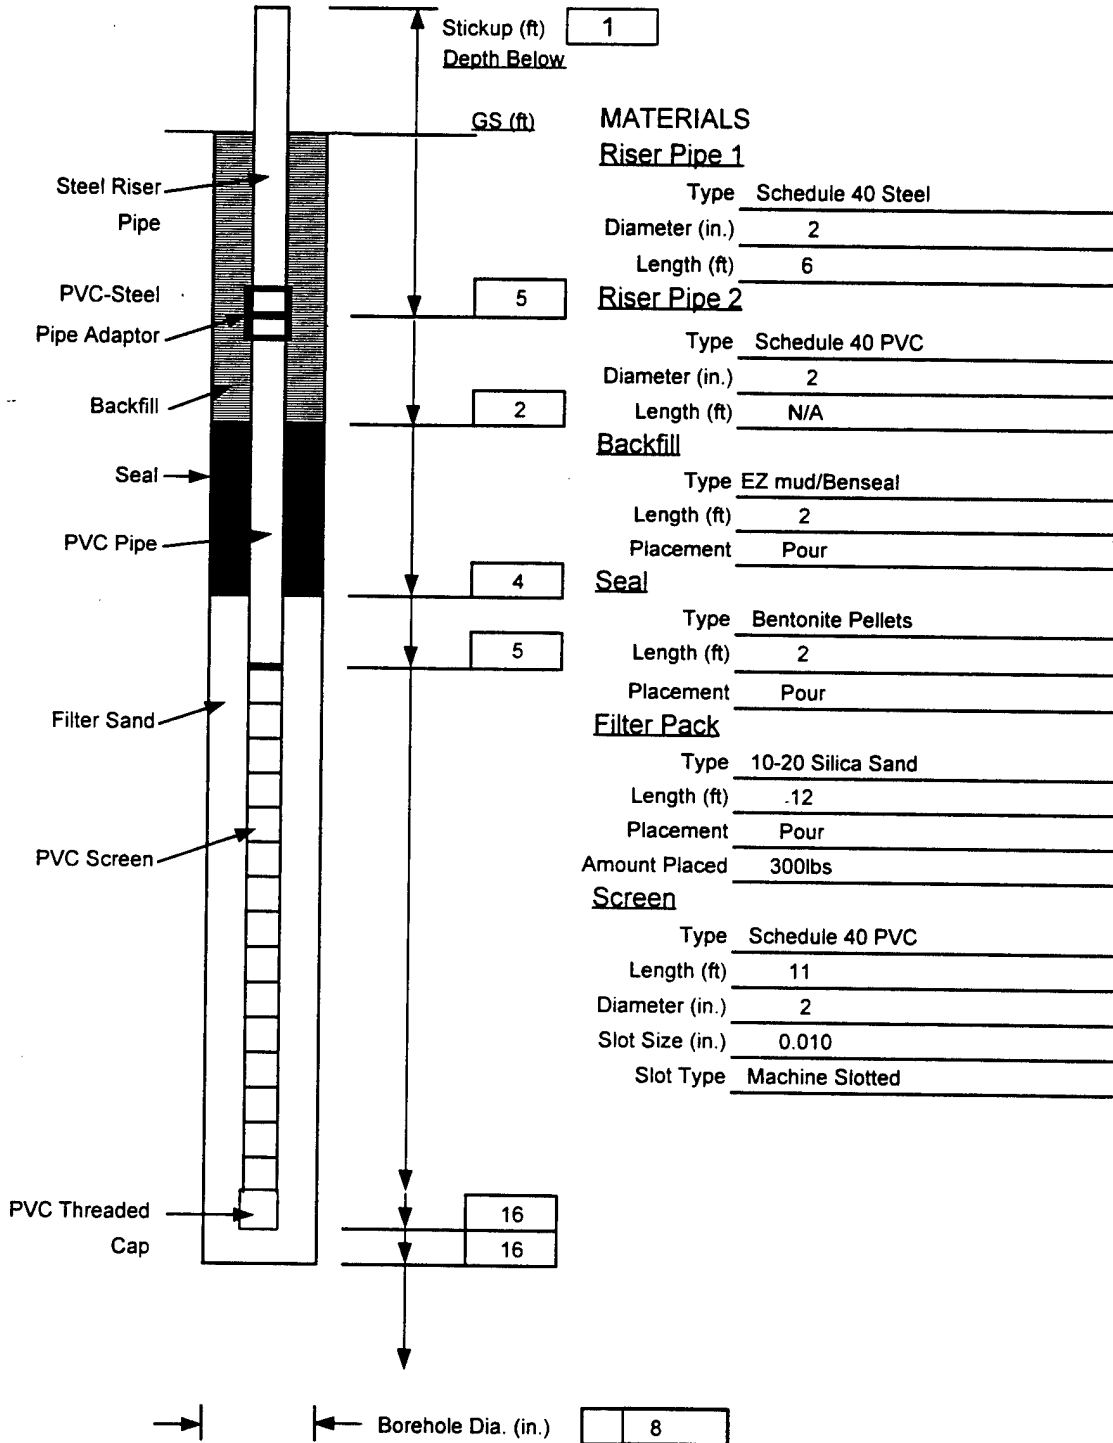 Stickup (ft) 1
Depth Below
GS (ft)
MATERIALS
Riser Pipe 1
Type Schedule 40 Steel
Diameter (in.) 2
Length (ft) 6
Riser Pipe 2
Type Schedule 40 PVC
Diameter (in.) 2
Length (ft) N/A
Backfill
Type EZ mud/Benseal
Length (ft) 2
Placement Pour
Seal
Type Bentonite Pellets
Length (ft) 2
Placement Pour
Filter Pack
Type 10-20 Silica Sand
Length (ft) 12
Placement Pour
Amount Placed 300lbs
Screen
Type Schedule 40 PVC
Length (ft) 11
Diameter (in.) 2
Slot Size (in.) 0.010
Slot Type Machine Slotted
Steel Riser
Pipe
PVC-Steel
Pipe Adaptor
Backfill
Seal
PVC Pipe
Filter Sand
PVC Screen
PVC Threaded
Cap
5
2
4
5
16
16
Borehole Dia. (in.) 8